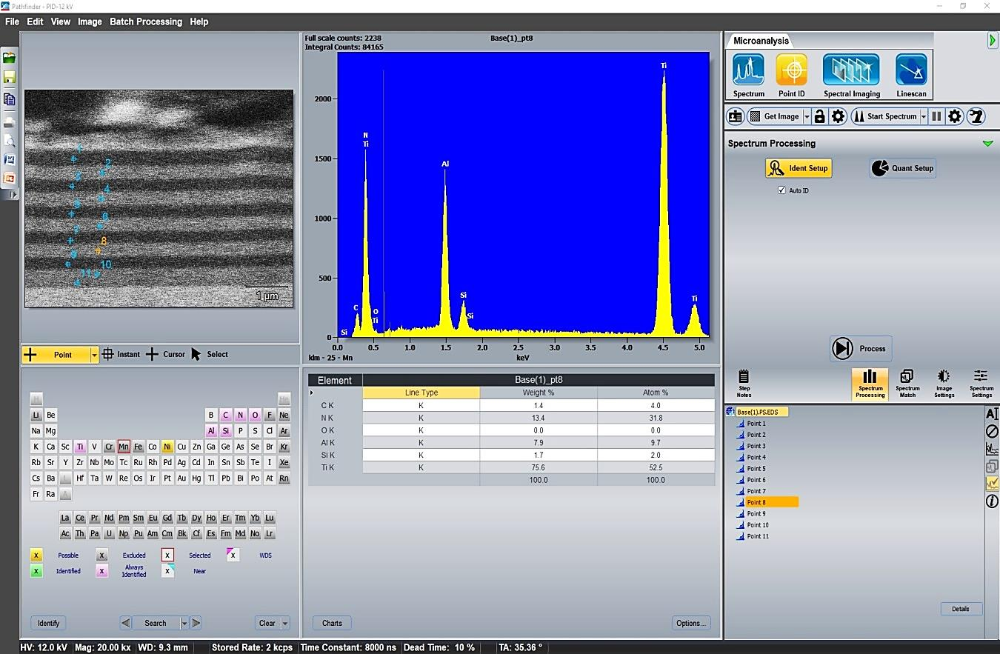 Pathfinder - PID-12 kV
File Edit View Image Batch Processing Help
Full scale counts: 2238
Integral Counts: 84165
Base(1)_pt8
2000
1500
1000
500
0
Ti
N
Ti
Al
Si
C
O
Ti
Si
Si
Ti
0.0 0.5 1.0 1.5 2.0 2.5 3.0 3.5 4.0 4.5 5.0
klm - 25 - Mn
keV
1
2
3
4
5
6
7
8
9
10
11
1 µm
Point Instant Cursor Select
Microanalysis
Spectrum Point ID Spectral Imaging Linescan
Get Image Start Spectrum
Spectrum Processing
Ident Setup Quant Setup
Auto ID
Process
Step Notes
Spectrum Processing
Spectrum Match
Image Settings
Spectrum Settings
H He
Li Be B C N O F Ne
Na Mg Al Si P S Cl Ar
K Ca Sc Ti V Cr Mn Fe Co Ni Cu Zn Ga Ge As Se Br Kr
Rb Sr Y Zr Nb Mo Tc Ru Rh Pd Ag Cd In Sn Sb Te I Xe
Cs Ba L Hf Ta W Re Os Ir Pt Au Hg Tl Pb Bi Po At Rn
Fr Ra A
La Ce Pr Nd Pm Sm Eu Gd Tb Dy Ho Er Tm Yb Lu
Ac Th Pa U Np Pu Am Cm Bk Cf Es Fm Md No Lr
X Possible X Excluded X Selected X WDS
X Identified X Always Identified X Near
Identify Search Clear
Element Base(1)_pt8
Line Type Weight % Atom %
C K K 1.4 4.0
N K K 13.4 31.8
O K K 0.0 0.0
Al K K 7.9 9.7
Si K K 1.7 2.0
Ti K K 75.6 52.5
100.0 100.0
Charts Options...
Base(1).PS.EDS
Point 1
Point 2
Point 3
Point 4
Point 5
Point 6
Point 7
Point 8
Point 9
Point 10
Point 11
AI
Details
HV: 12.0 kV Mag: 20.00 kx WD: 9.3 mm Stored Rate: 2 kcps Time Constant: 8000 ns Dead Time: 10 % TA: 35.36 °